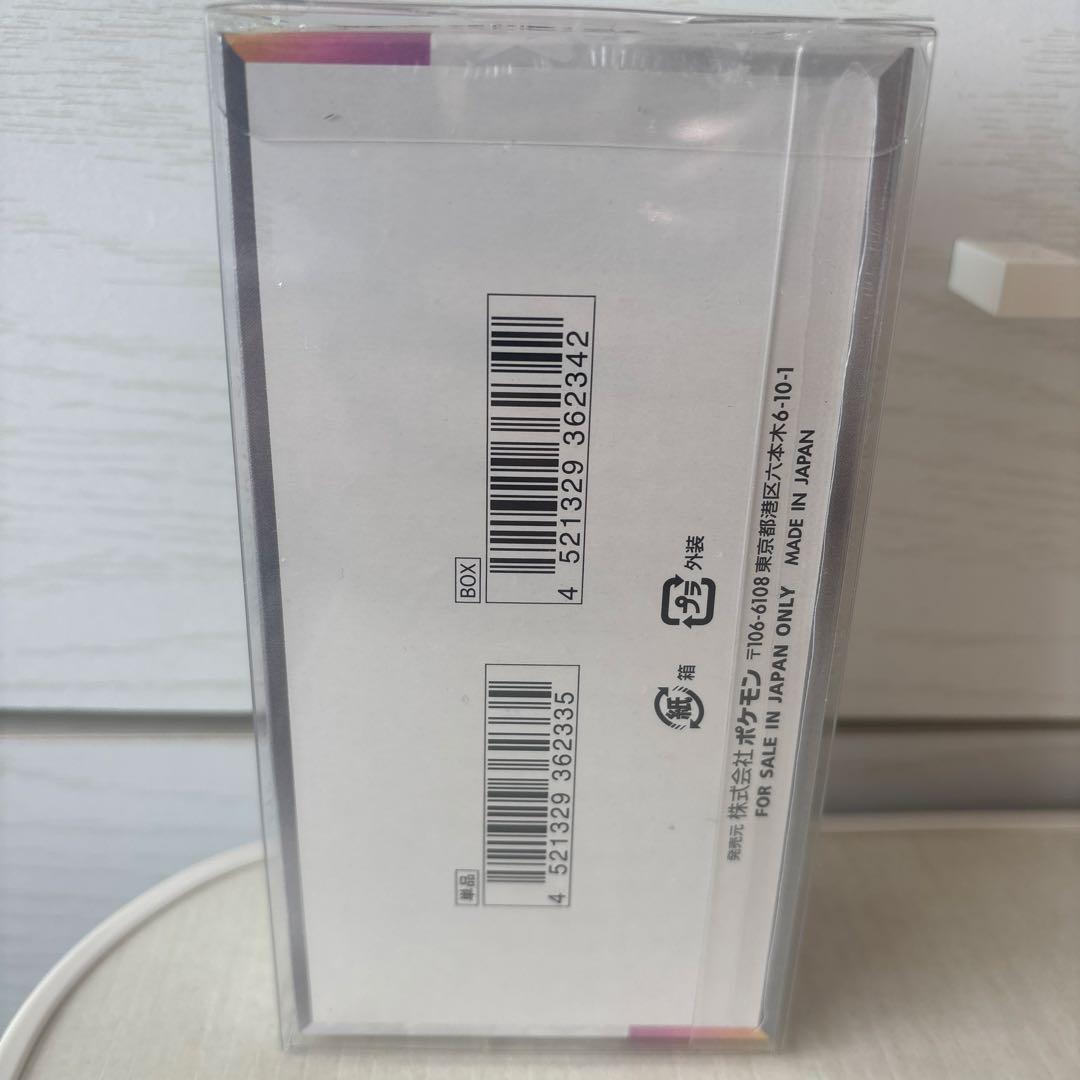 単品
4 521329 362335
BOX
4 521329 362342
紙 箱
プラ 外装
発売元 株式会社 ポケモン 〒106-6108 東京都港区六本木6-10-1
FOR SALE IN JAPAN ONLY MADE IN JAPAN